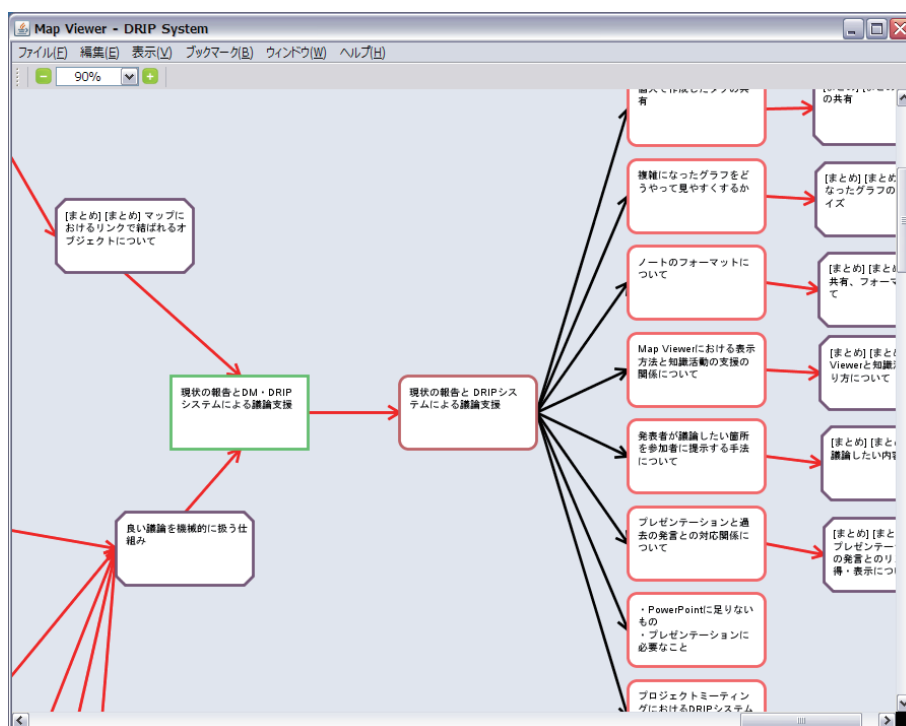 Map Viewer - DRIP System
ファイル(F) 編集(E) 表示(V) ブックマーク(B) ウィンドウ(W) ヘルプ(H)
90%
[まとめ] [まとめ] マップに
おけるリンクで結ばれるオ
ブジェクトについて
現状の報告とDM・DRIP
システムによる議論支援
良い議論を機械的に扱う仕
組み
現状の報告と DRIPシス
テムによる議論支援
有
複雑になったグラフをど
うやって見やすくするか
ノートのフォーマットに
ついて
Map Viewerにおける表示
方法と知識活動の支援の
関係について
発表者が議論したい箇所
を参加者に提示する手法
について
プレゼンテーションと過
去の発言との対応関係に
ついて
・PowerPointに足りない
もの
・プレゼンテーションに
必要なこと
プロジェクトミーティン
グにおけるDRIPシステム
の共有
[まとめ] [まとめ
なったグラフの
イズ
[まとめ] [まと
共有、フォーマ
て
[まとめ] [まと
Viewerと知識
り方について
[まとめ] [まと
議論したい内容
[まとめ] [まと
プレゼンテー
の発言とのリ
得・表示につ